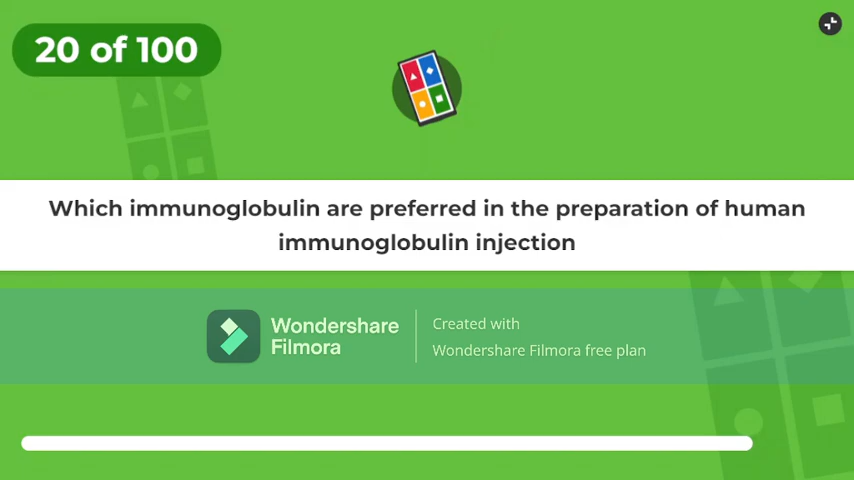 20 of 100
Which immunoglobulin are preferred in the preparation of human
immunoglobulin injection
Wondershare
Filmora
Created with
Wondershare Filmora free plan